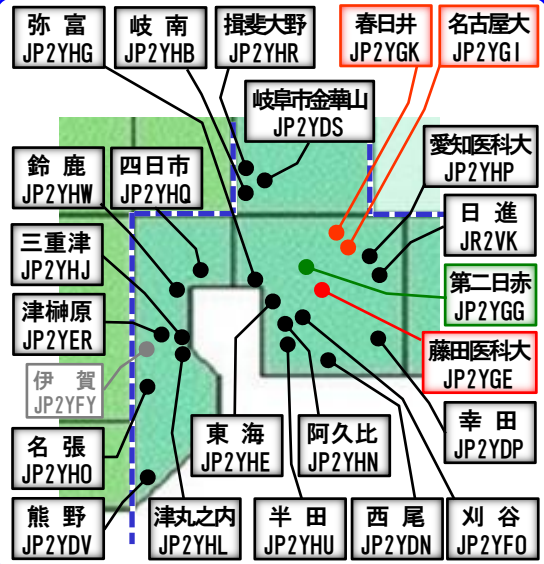 弥富
JP2YHG
岐南
JP2YHB
揖斐大野
JP2YHR
春日井
JP2YGK
名古屋大
JP2YGI
岐阜市金華山
JP2YDS
愛知医科大
JP2YHP
鈴鹿
JP2YHW
四日市
JP2YHQ
日進
JR2VK
三重津
JP2YHJ
第二日赤
JP2YGG
津榊原
JP2YER
藤田医科大
JP2YGE
伊賀
JP2YFY
名張
JP2YHO
東海
JP2YHE
阿久比
JP2YHN
幸田
JP2YDP
熊野
JP2YDV
津丸之内
JP2YHL
半田
JP2YHU
西尾
JP2YDN
刈谷
JP2YFO